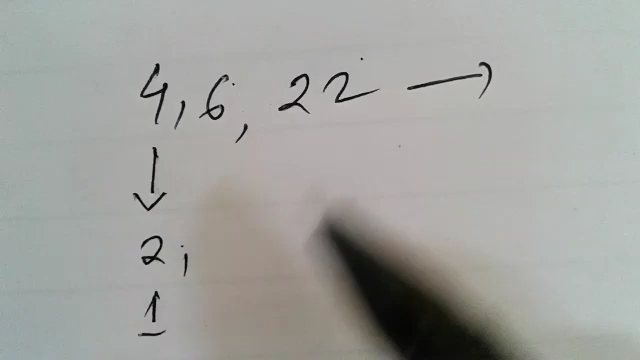 4, 6, 22 →
↓
2,
1